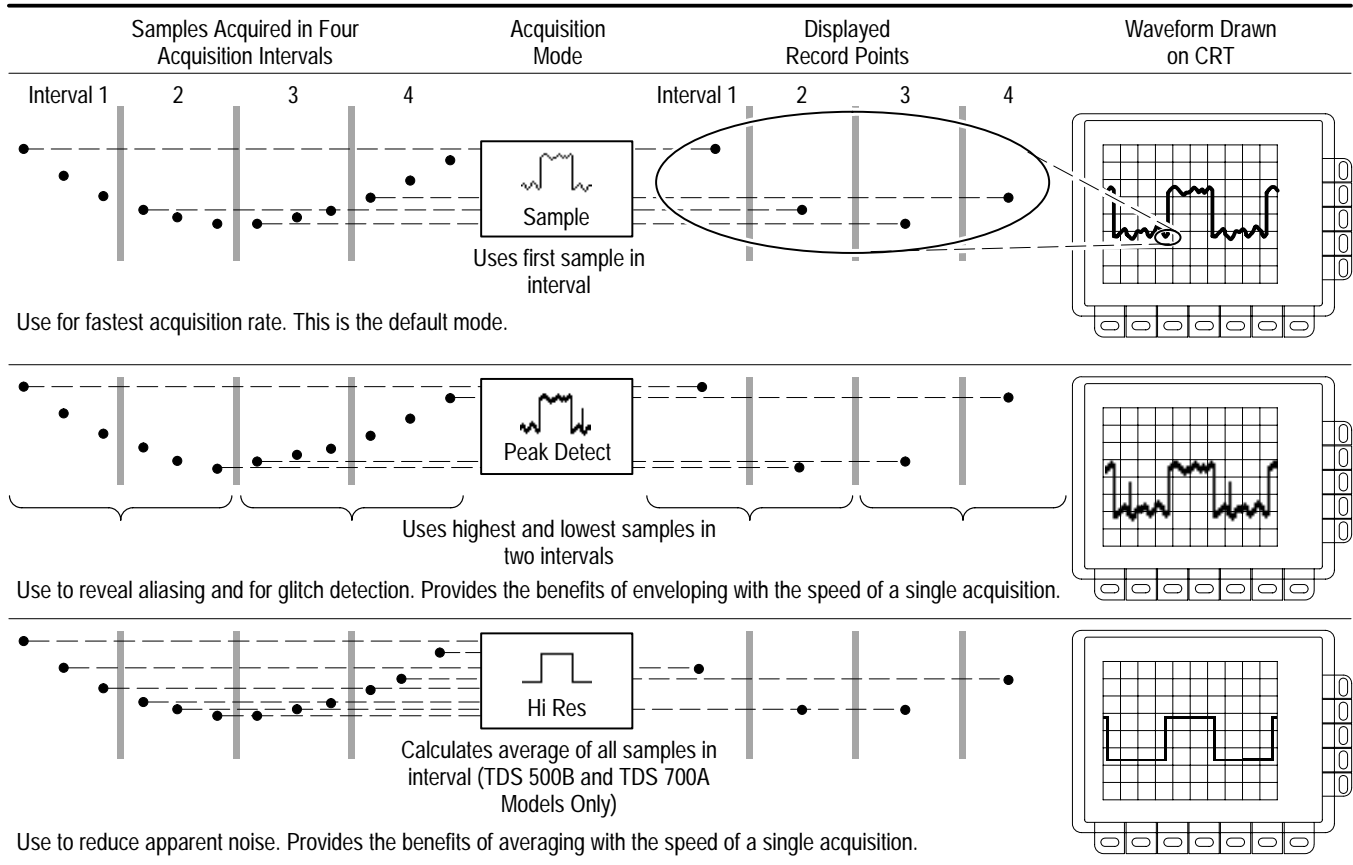 Samples Acquired in Four
Acquisition Intervals
Acquisition
Mode
Displayed
Record Points
Waveform Drawn
on CRT
Interval 1 2 3 4
Interval 1 2 3 4
Sample
Uses first sample in
interval
Use for fastest acquisition rate. This is the default mode.
Peak Detect
Uses highest and lowest samples in
two intervals
Use to reveal aliasing and for glitch detection. Provides the benefits of enveloping with the speed of a single acquisition.
Hi Res
Calculates average of all samples in
interval (TDS 500B and TDS 700A
Models Only)
Use to reduce apparent noise. Provides the benefits of averaging with the speed of a single acquisition.